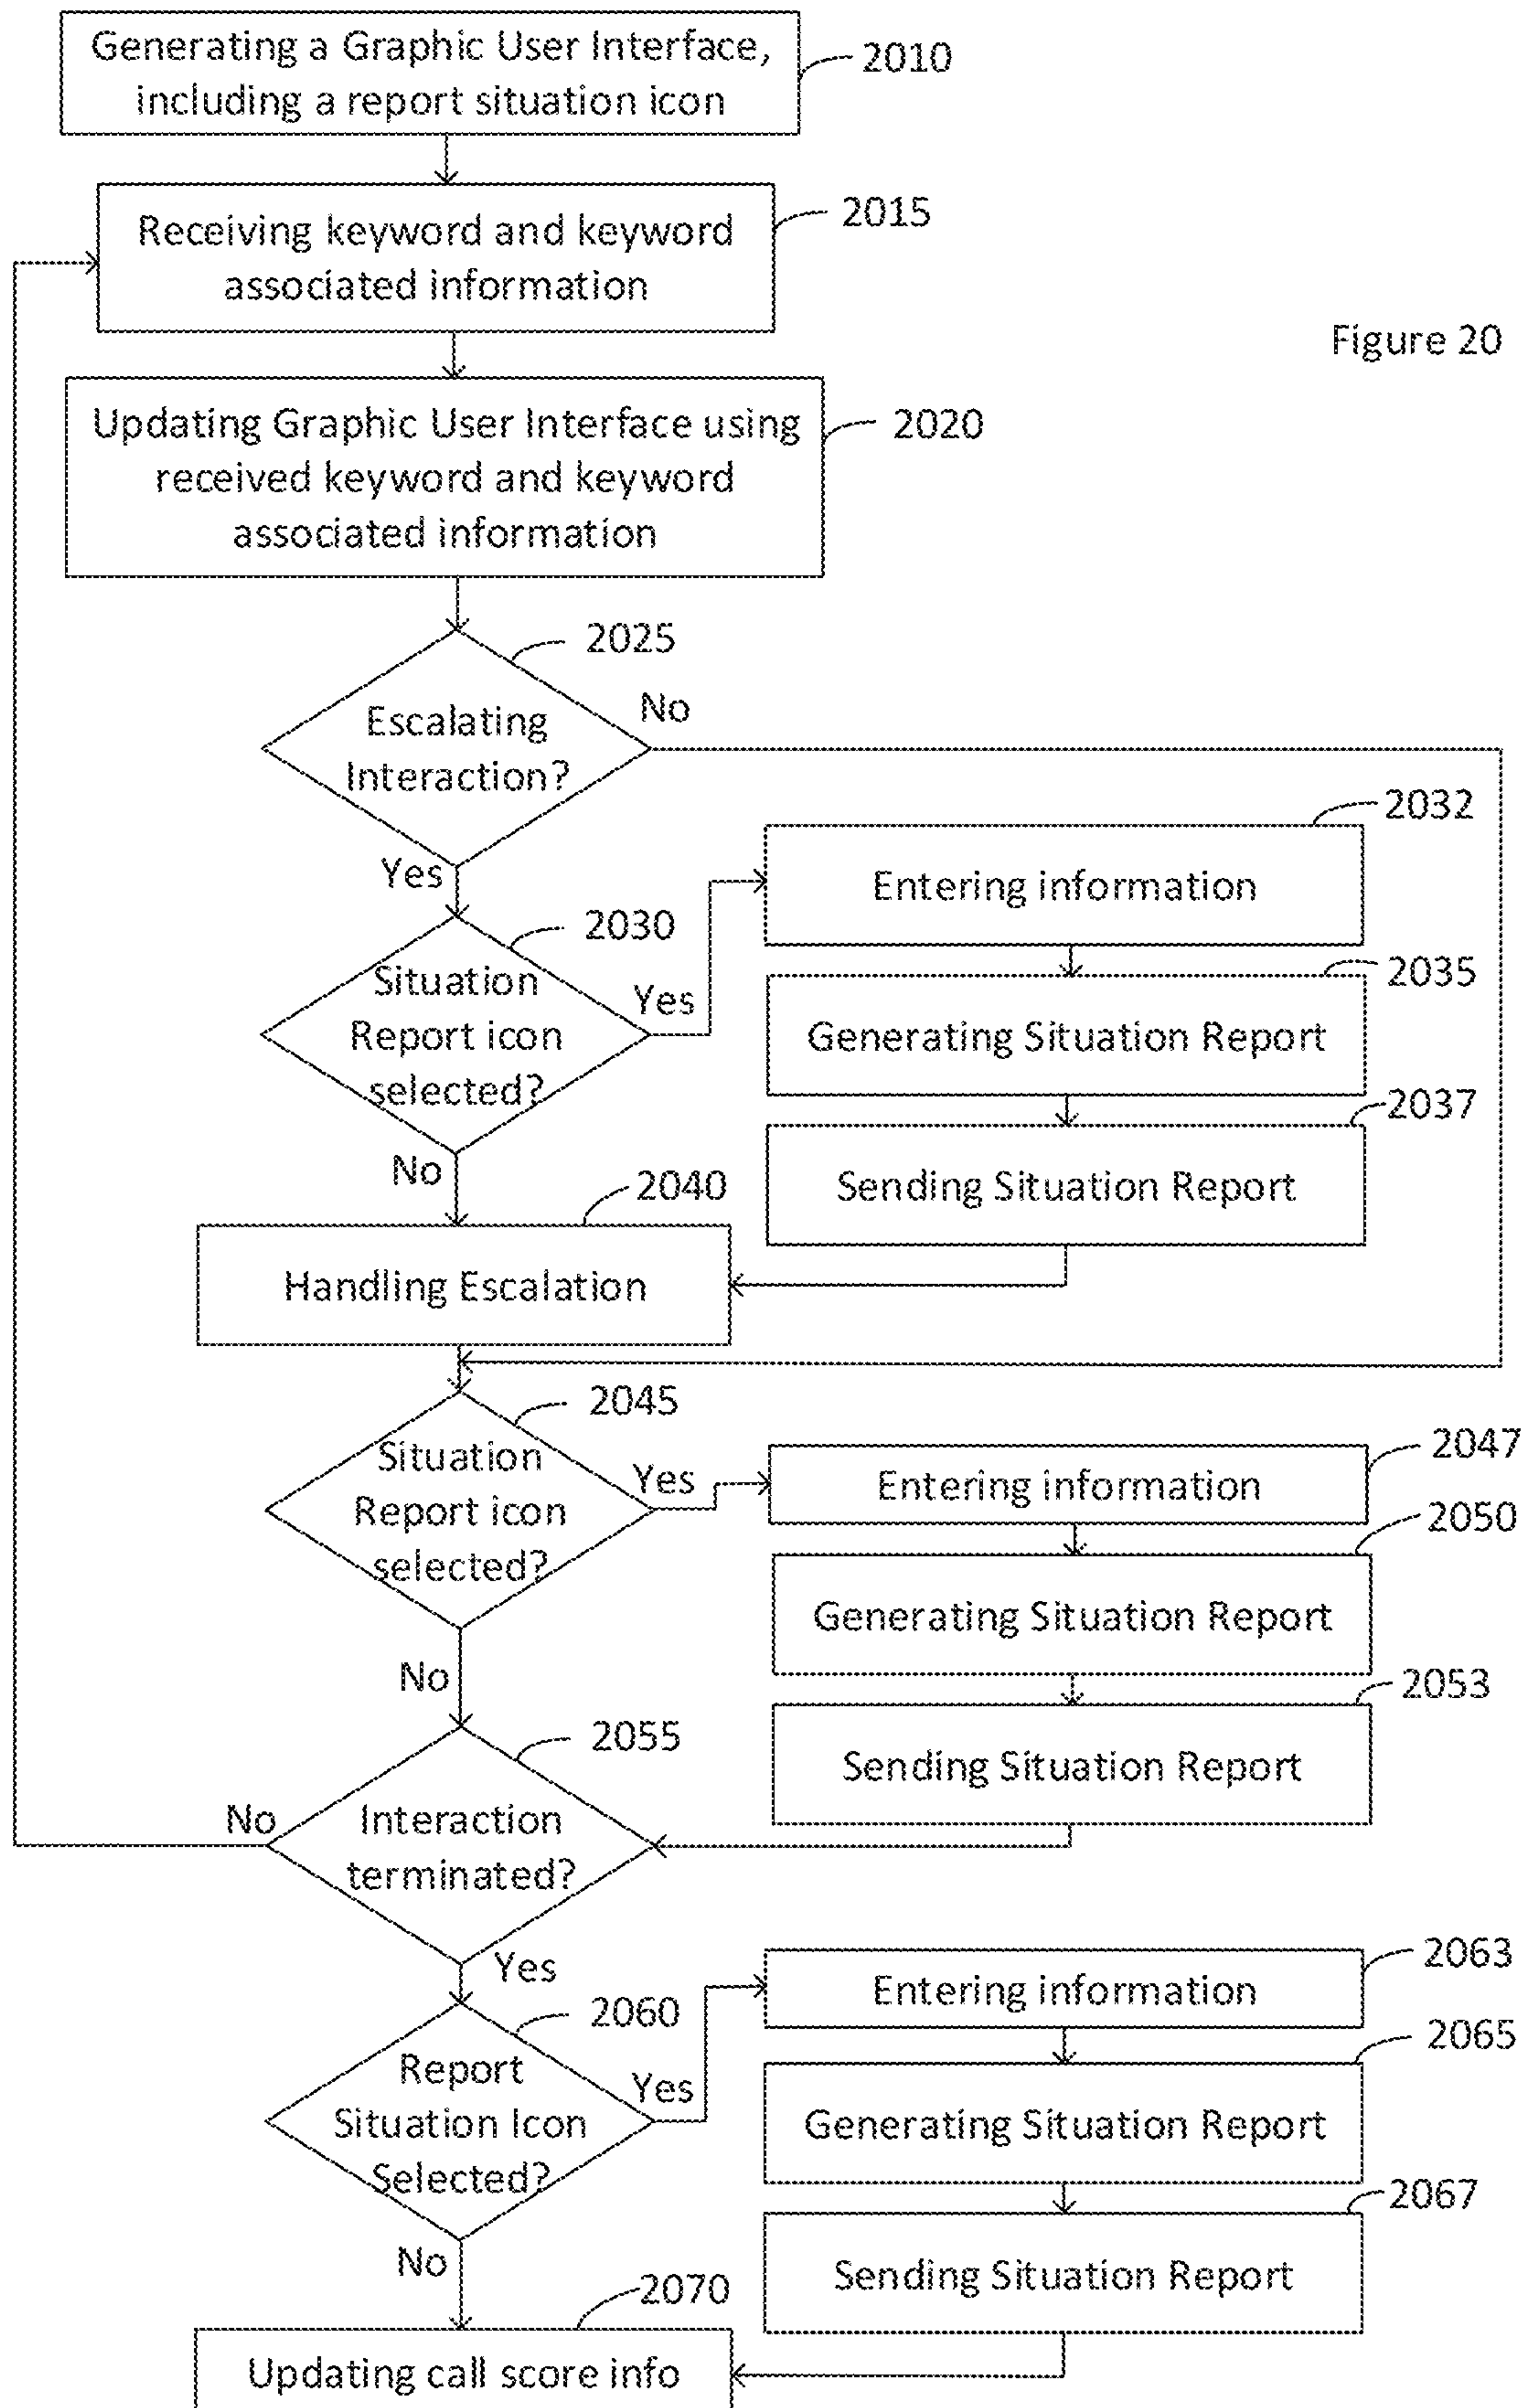 Generating a Graphic User Interface,
including a report situation icon
2010
Receiving keyword and keyword
associated information
2015
Figure 20
Updating Graphic User Interface using
received keyword and keyword
associated information
2020
2025
Escalating
Interaction?
No
Yes
2032
Entering information
2030
Situation
Report icon
selected?
Yes
2035
Generating Situation Report
2037
Sending Situation Report
No
2040
Handling Escalation
2045
Situation
Report icon
selected?
Yes
2047
Entering information
2050
Generating Situation Report
2053
Sending Situation Report
No
2055
Interaction
terminated?
No
Yes
2060
Report
Situation Icon
Selected?
Yes
2063
Entering information
2065
Generating Situation Report
2067
Sending Situation Report
No
2070
Updating call score info